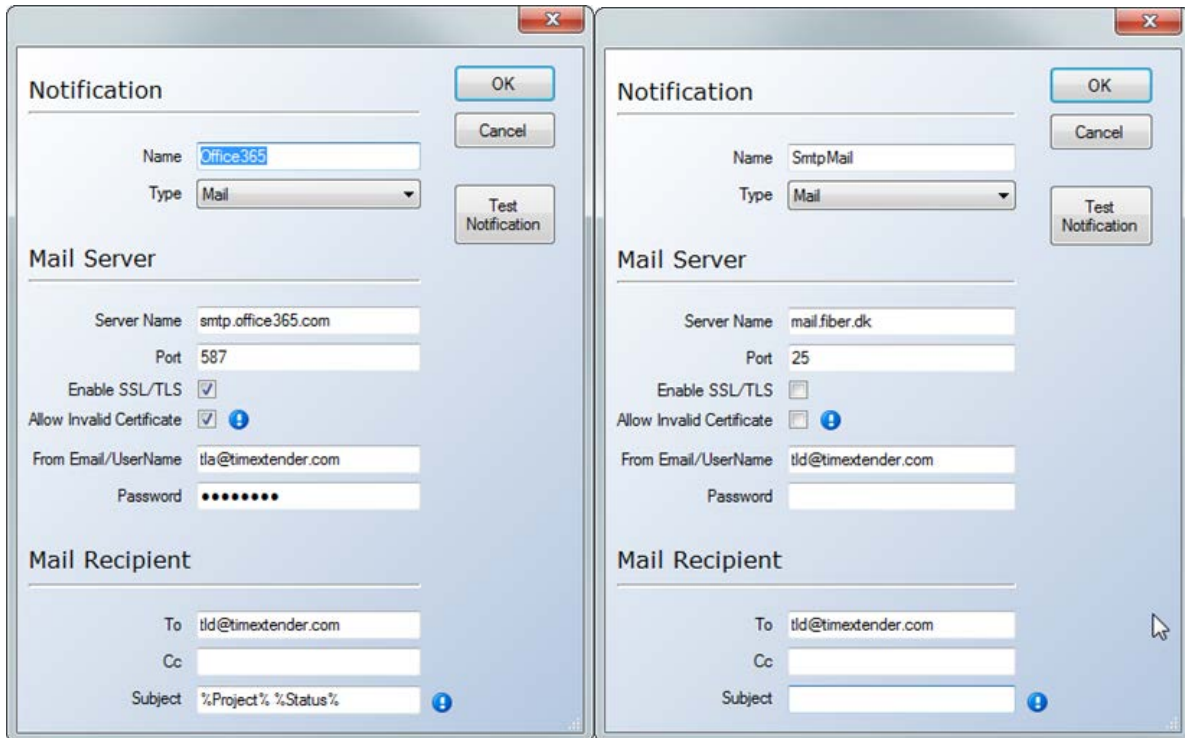 Notification
OK
Cancel
Name Office365
Type Mail
Test
Notification
Mail Server
Server Name smtp.office365.com
Port 587
Enable SSL/TLS
Allow Invalid Certificate
From Email/UserName tla@timextender.com
Password ••••••••
Mail Recipient
To tld@timextender.com
Cc
Subject %Project% %Status%
Notification
OK
Cancel
Name SmtpMail
Type Mail
Test
Notification
Mail Server
Server Name mail.fiber.dk
Port 25
Enable SSL/TLS
Allow Invalid Certificate
From Email/UserName tld@timextender.com
Password
Mail Recipient
To tld@timextender.com
Cc
Subject